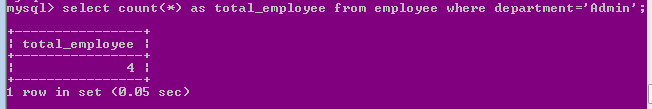 mysql> select count(*) as total_employee from employee where department='Admin';
+----------------+
| total_employee |
+----------------+
|              4 |
+----------------+
1 row in set (0.05 sec)